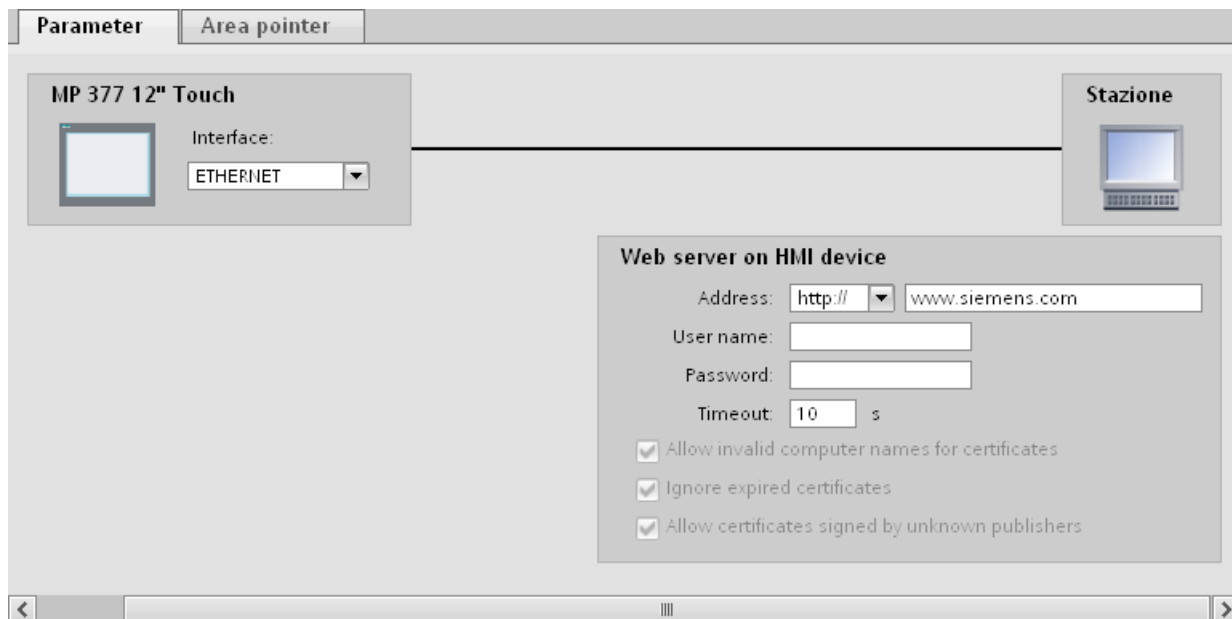 Parameter Area pointer
MP 377 12" Touch
Interface:
ETHERNET
Stazione
Web server on HMI device
Address: http:// www.siemens.com
User name:
Password:
Timeout: 10 s
Allow invalid computer names for certificates
Ignore expired certificates
Allow certificates signed by unknown publishers